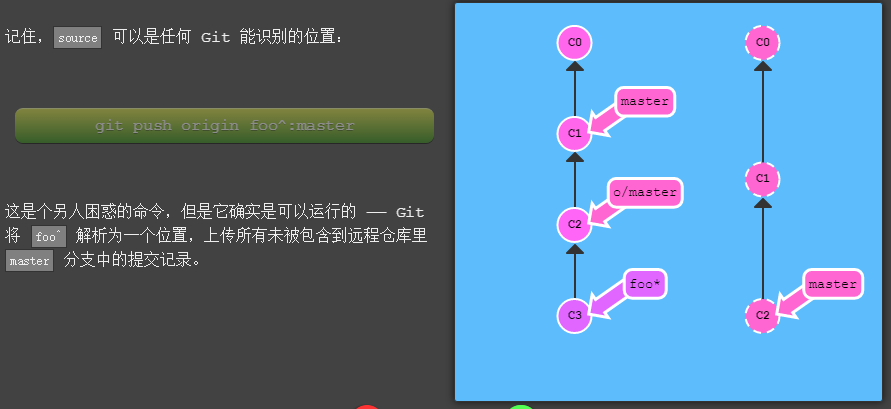 记住, source 可以是任何 Git 能识别的位置:
git push origin foo^:master
这是个另人困惑的命令，但是它确实是可以运行的 —— Git
将 foo^ 解析为一个位置，上传所有未被包含到远程仓库里
master 分支中的提交记录。
C0
C0
master
C1
C1
o/master
C2
foo*
master
C3
C2